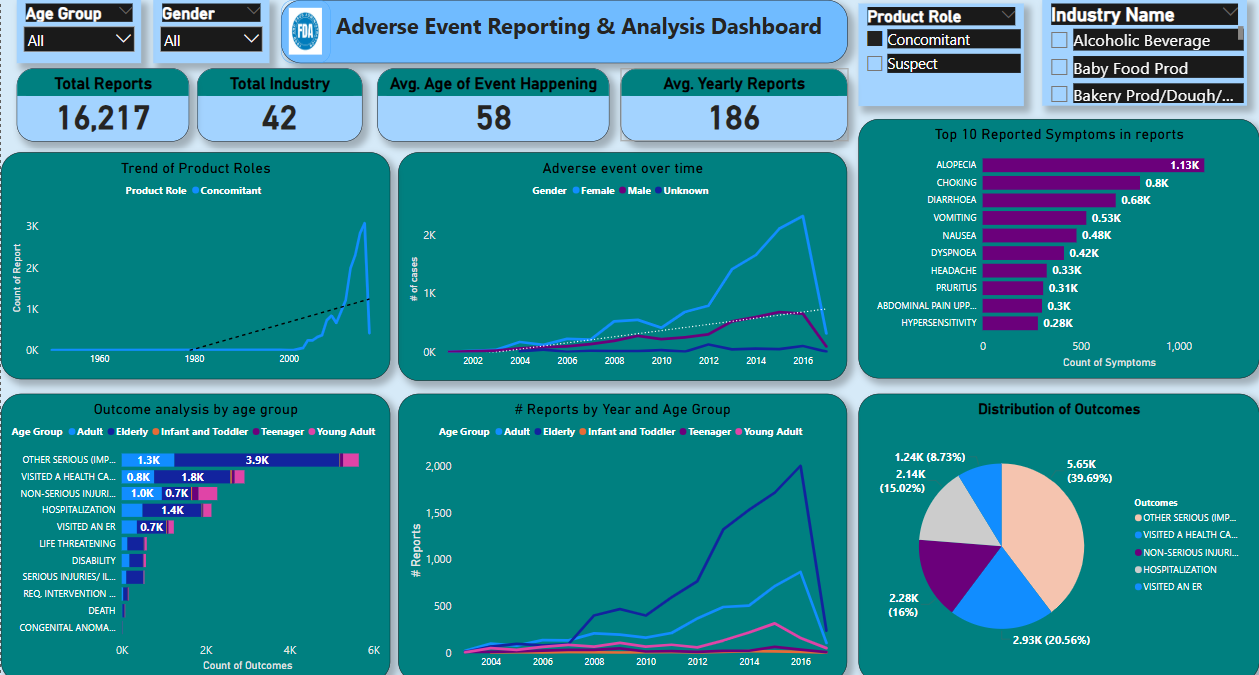 Age Group
All
Gender
All
FDA
Adverse Event Reporting & Analysis Dashboard
Product Role
Concomitant
Suspect
Industry Name
Alcoholic Beverage
Baby Food Prod
Bakery Prod/Dough/...
Total Reports
16,217
Total Industry
42
Avg. Age of Event Happening
58
Avg. Yearly Reports
186
Trend of Product Roles
Product Role Concomitant
Count of Report
3K
2K
1K
0K
1960 1980 2000
Adverse event over time
Gender Female Male Unknown
# of cases
2K
1K
0K
2002 2004 2006 2008 2010 2012 2014 2016
Top 10 Reported Symptoms in reports
ALOPECIA 1.13K
CHOKING 0.8K
DIARRHOEA 0.68K
VOMITING 0.53K
NAUSEA 0.48K
DYSPNOEA 0.42K
HEADACHE 0.33K
PRURITUS 0.31K
ABDOMINAL PAIN UPP... 0.3K
HYPERSENSITIVITY 0.28K
0 500 1,000
Count of Symptoms
Outcome analysis by age group
Age Group Adult Elderly Infant and Toddler Teenager Young Adult
OTHER SERIOUS (IMP... 1.3K 3.9K
VISITED A HEALTH CA... 0.8K 1.8K
NON-SERIOUS INJURI... 1.0K 0.7K
HOSPITALIZATION 1.4K
VISITED AN ER 0.7K
LIFE THREATENING
DISABILITY
SERIOUS INJURIES/ IL...
REQ. INTERVENTION ...
DEATH
CONGENITAL ANOMA...
0K 2K 4K 6K
Count of Outcomes
# Reports by Year and Age Group
Age Group Adult Elderly Infant and Toddler Teenager Young Adult
# Reports
2,000
1,500
1,000
500
0
2004 2006 2008 2010 2012 2014 2016
Distribution of Outcomes
1.24K (8.73%)
2.14K
(15.02%)
5.65K
(39.69%)
2.28K
(16%)
2.93K (20.56%)
Outcomes
OTHER SERIOUS (IMP...
VISITED A HEALTH CA...
NON-SERIOUS INJURI...
HOSPITALIZATION
VISITED AN ER